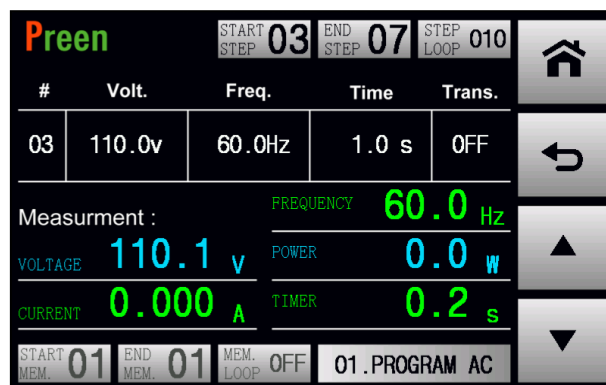 Preen START STEP 03 END STEP 07 STEP LOOP 010
# Volt. Freq. Time Trans.
03 110.0v 60.0Hz 1.0 s OFF
Measurment :
FREQUENCY 60.0 Hz
VOLTAGE 110.1 V
POWER 0.0 W
CURRENT 0.000 A
TIMER 0.2 s
START MEM. 01 END MEM. 01 MEM. LOOP OFF 01.PROGRAM AC